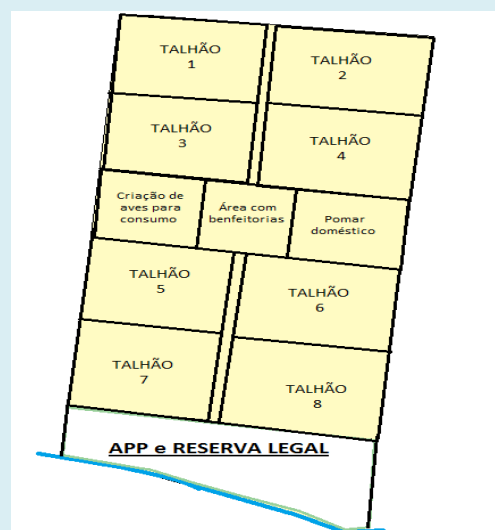 TALHÃO
1
TALHÃO
2
TALHÃO
3
TALHÃO
4
Criação de
aves para
consumo
Área com
benfeitorias
Pomar
doméstico
TALHÃO
5
TALHÃO
6
TALHÃO
7
TALHÃO
8
APP e RESERVA LEGAL